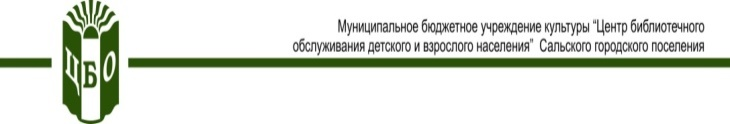 Муниципальное бюджетное учреждение культуры “Центр библиотечного
обслуживания детского и взрослого населения” Сальского городского поселения
ЦБО